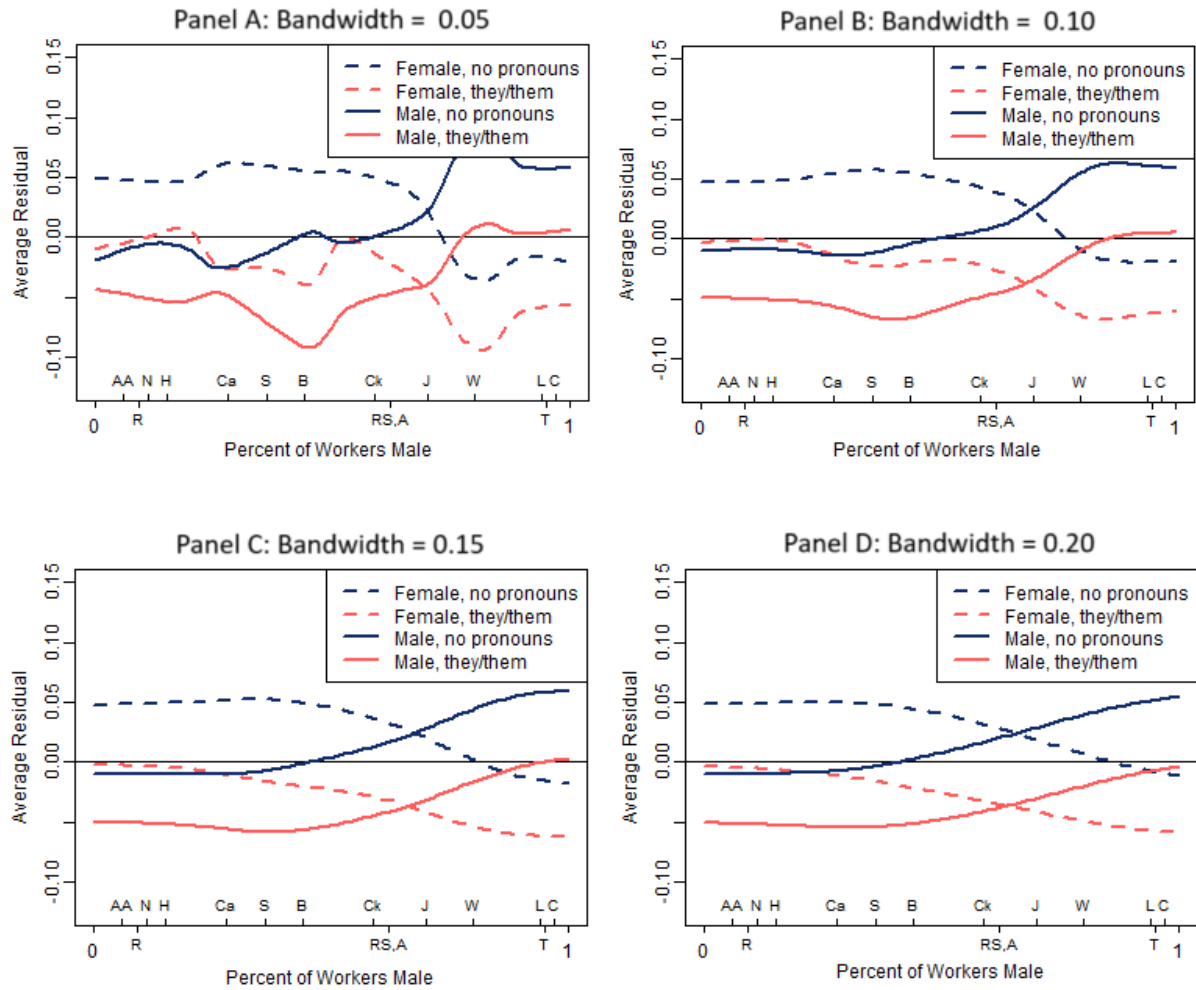 Panel A: Bandwidth = 0.05
Female, no pronouns
Female, they/them
Male, no pronouns
Male, they/them
Average Residual
0.15
0.10
0.05
0.00
-0.10
AA N H Ca S B Ck J W L C
R RS,A T
0 1
Percent of Workers Male
Panel B: Bandwidth = 0.10
Female, no pronouns
Female, they/them
Male, no pronouns
Male, they/them
Average Residual
0.15
0.10
0.05
0.00
-0.10
AA N H Ca S B Ck J W L C
R RS,A T
0 1
Percent of Workers Male
Panel C: Bandwidth = 0.15
Female, no pronouns
Female, they/them
Male, no pronouns
Male, they/them
Average Residual
0.15
0.10
0.05
0.00
-0.10
AA N H Ca S B Ck J W L C
R RS,A T
0 1
Percent of Workers Male
Panel D: Bandwidth = 0.20
Female, no pronouns
Female, they/them
Male, no pronouns
Male, they/them
Average Residual
0.15
0.10
0.05
0.00
-0.10
AA N H Ca S B Ck J W L C
R RS,A T
0 1
Percent of Workers Male